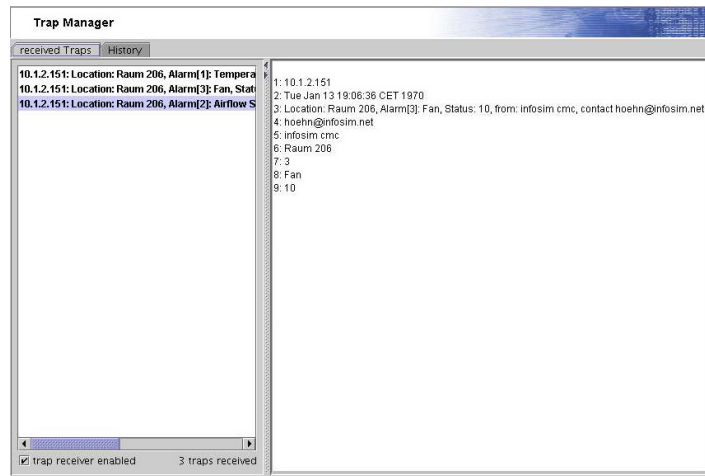 Trap Manager
received Traps History
10.1.2.151: Location: Raum 206, Alarm[1]: Tempera
10.1.2.151: Location: Raum 206, Alarm[3]: Fan, Stat
10.1.2.151: Location: Raum 206, Alarm[2]: Airflow S
1: 10.1.2.151
2: Tue Jan 13 19:06:36 CET 1970
3: Location: Raum 206, Alarm[3]: Fan, Status: 10, from: infosim cmc, contact hoehn@infosim.net
4: hoehn@infosim.net
5: infosim cmc
6: Raum 206
7: 3
8: Fan
9: 10
trap receiver enabled 3 traps received